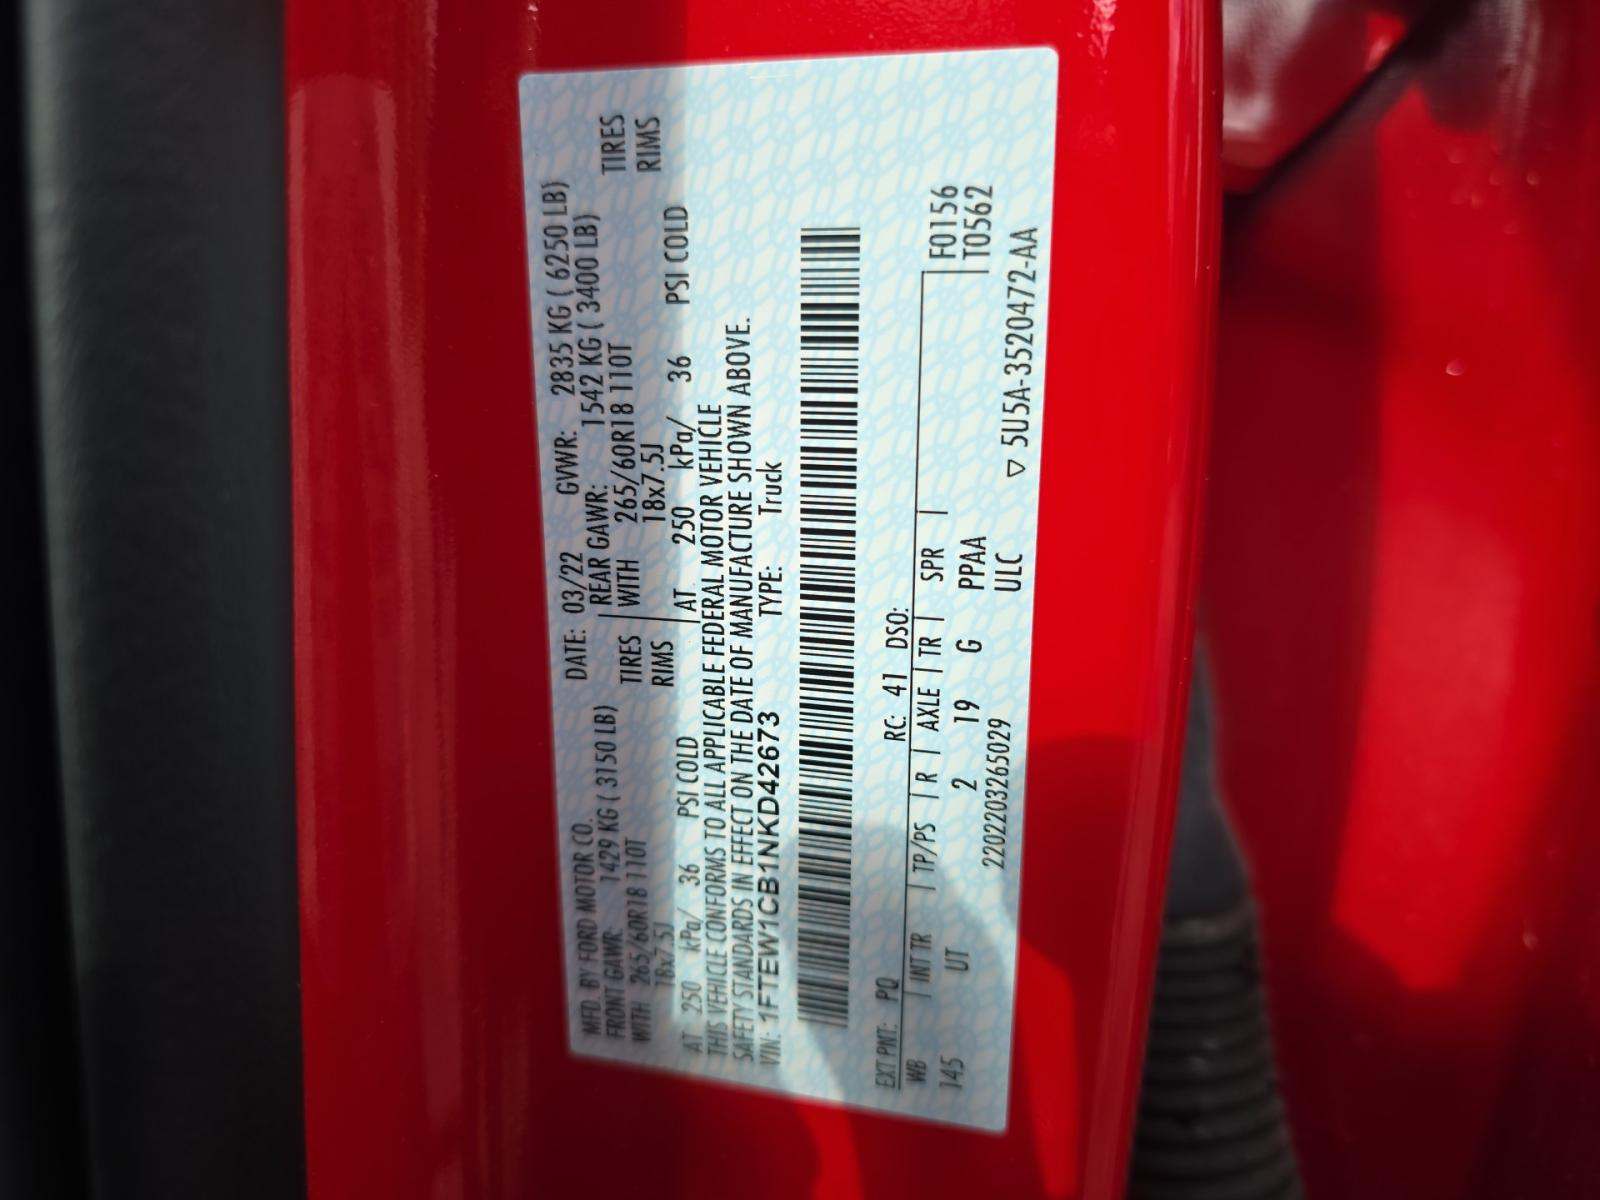 MFD. BY FORD MOTOR CO. DATE: 03/22 GVWR: 2835 KG ( 6250 LB)
FRONT GAWR: 1429 KG ( 3150 LB) REAR GAWR: 1542 KG ( 3400 LB)
WITH 265/60R18 110T TIRES WITH 265/60R18 110T TIRES
18x7.5J RIMS 18x7.5J RIMS
AT 250 kPa/ 36 PSI COLD AT 250 kPa/ 36 PSI COLD
THIS VEHICLE CONFORMS TO ALL APPLICABLE FEDERAL MOTOR VEHICLE
SAFETY STANDARDS IN EFFECT ON THE DATE OF MANUFACTURE SHOWN ABOVE.
VIN: 1FTEW1CB1NKD42673 TYPE: Truck
EXT PNT: PQ RC: 41 DSO:
WB INT TR TP/PS R AXLE TR SPR F0156
145 UT 2 19 G PPAA T0562
2202203265029 ULC
▽ 5U5A-3520472-AA